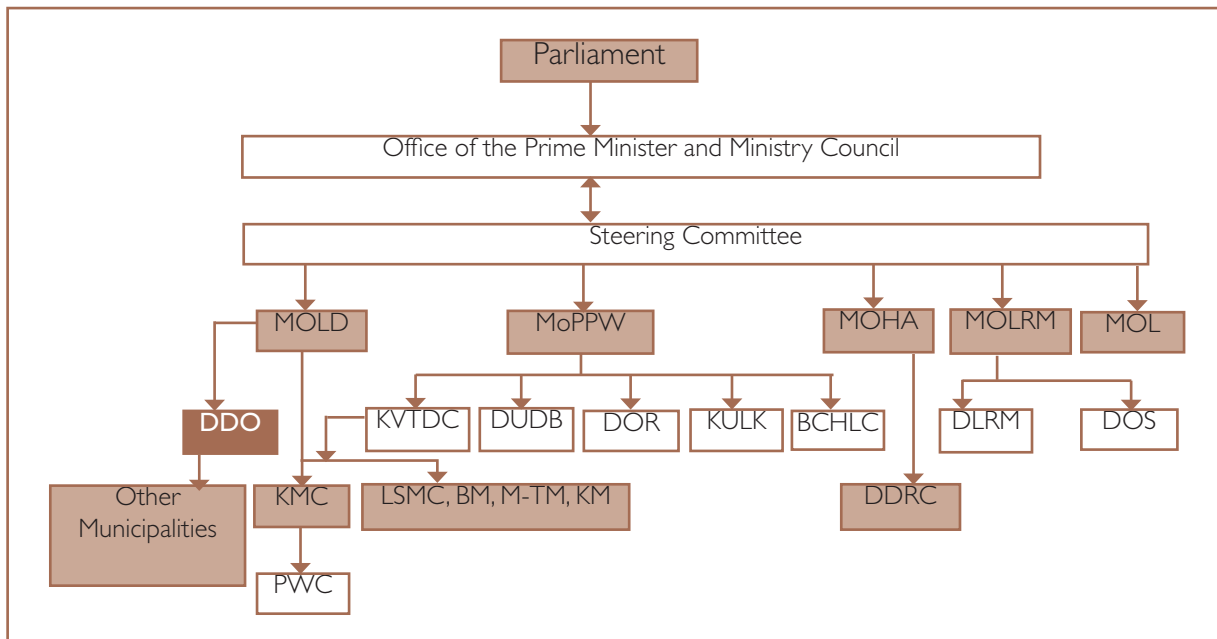 Parliament
Office of the Prime Minister and Ministry Council
Steering Committee
MOLD
MoPPW
MOHA
MOLRM
MOL
DDO
KVTDC
DUDB
DOR
KULK
BCHLC
DLRM
DOS
Other
Municipalities
KMC
LSMC, BM, M-TM, KM
DDRC
PWC